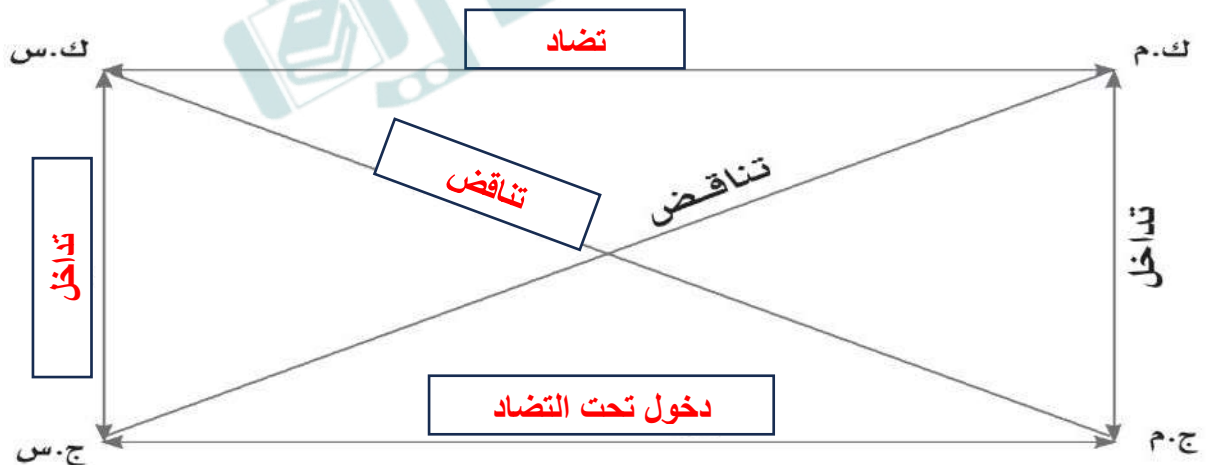 تضاد
ك.م
ك.س
تناقض
تناقض
تداخل
تداخل
دخول تحت التضاد
ج.م
ج.س